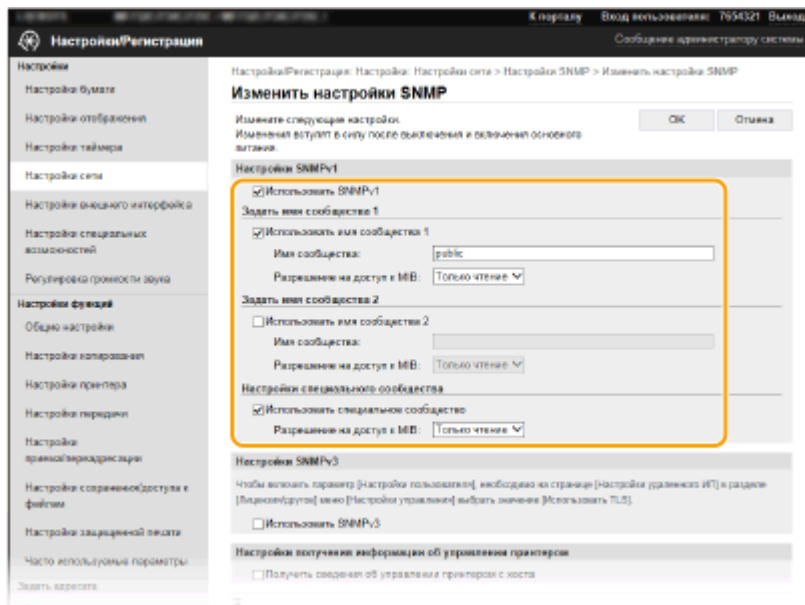 К порталу Вход пользователя: 7654321 Выход
Настройки/Регистрация
Сообщение администратору системы
Настройки
Настройки бумаги
Настройки отображения
Настройки таймера
Настройки сети
Настройки внешнего интерфейса
Настройки специальных
возможностей
Регулировка громкости звука
Настройки функций
Общие настройки
Настройки копирования
Настройки принтера
Настройки передачи
Настройки
приема/переадресации
Настройки сохранения/доступа к
файлам
Настройки защищенной печати
Часто используемые параметры
Задать адресата
Настройки/Регистрация: Настройки: Настройки сети > Настройки SNMP > Изменить настройки SNMP
Изменить настройки SNMP
Измените следующие настройки.
Изменения вступят в силу после выключения и включения основного
питания.
OK Отмена
Настройки SNMPv1
Использовать SNMPv1
Задать имя сообщества 1
Использовать имя сообщества 1
Имя сообщества: public
Разрешение на доступ к MIB: Только чтение
Задать имя сообщества 2
Использовать имя сообщества 2
Имя сообщества:
Разрешение на доступ к MIB: Только чтение
Настройки специального сообщества
Использовать специальное сообщество
Разрешение на доступ к MIB: Только чтение
Настройки SNMPv3
Чтобы включить параметр [Настройки пользователя], необходимо на странице [Настройки удаленного ИП] в разделе
[Лицензия/другое] меню [Настройки управления] выбрать значение [Использовать TLS].
Использовать SNMPv3
Настройки получения информации об управлении принтером
Получить сведения об управлении принтером с хоста